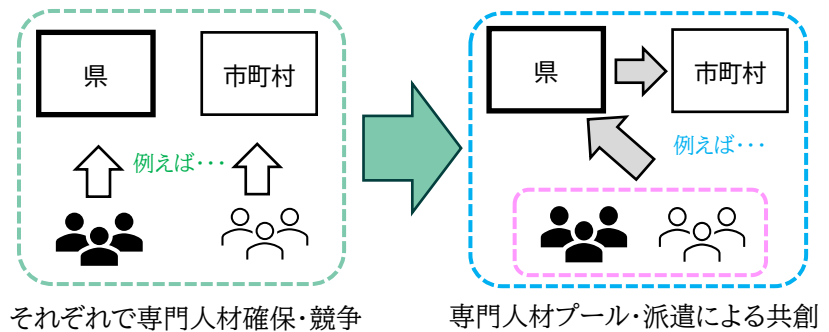 県
市町村
例えば･･･
それぞれで専門人材確保･競争
県
市町村
例えば･･･
専門人材プール･派遣による共創